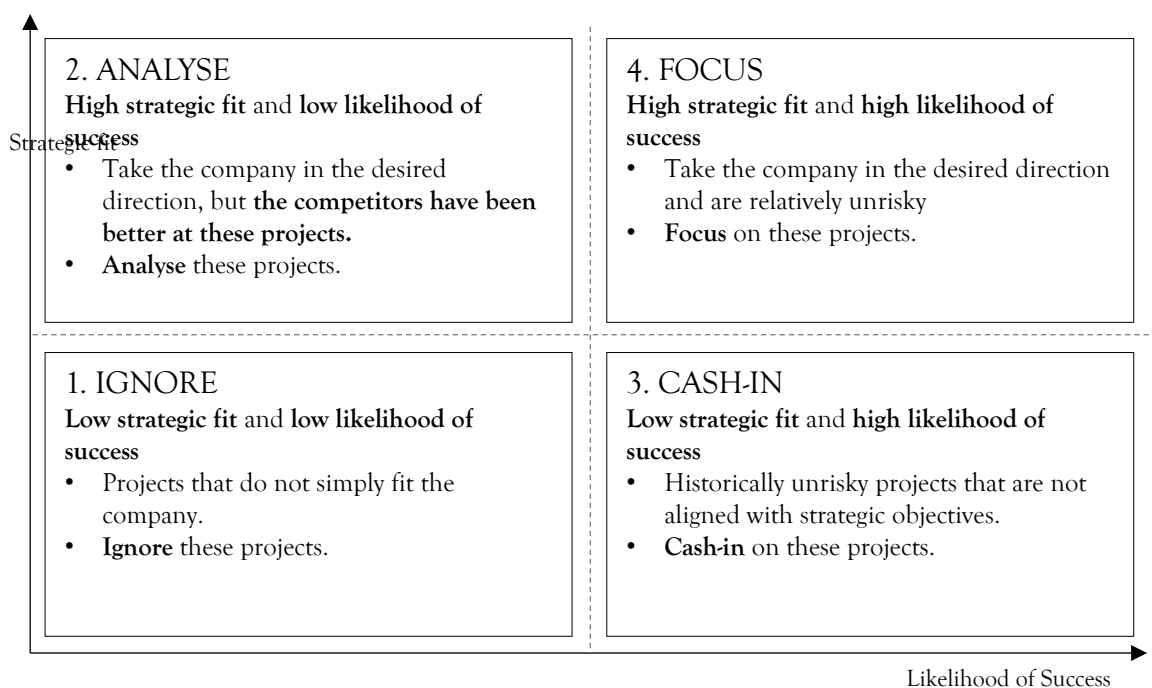 2. ANALYSE
High strategic fit and low likelihood of
success
• Take the company in the desired
direction, but the competitors have been
better at these projects.
• Analyse these projects.
4. FOCUS
High strategic fit and high likelihood of
success
• Take the company in the desired direction
and are relatively unrisky
• Focus on these projects.
Strategic fit
1. IGNORE
Low strategic fit and low likelihood of
success
• Projects that do not simply fit the
company.
• Ignore these projects.
3. CASH-IN
Low strategic fit and high likelihood of
success
• Historically unrisky projects that are not
aligned with strategic objectives.
• Cash-in on these projects.
Likelihood of Success